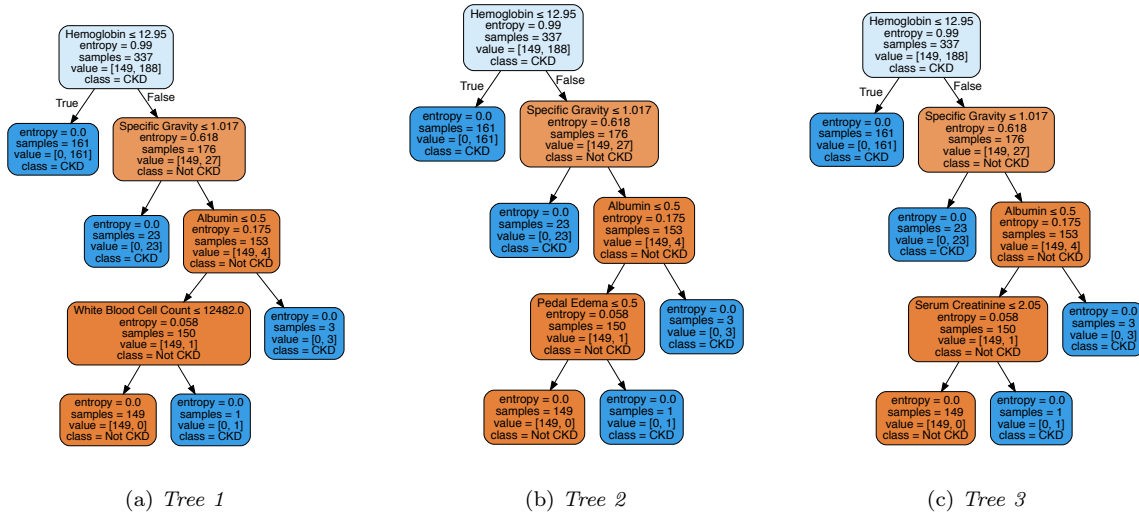 Hemoglobin ≤ 12.95
entropy = 0.99
samples = 337
value = [149, 188]
class = CKD
True
False
entropy = 0.0
samples = 161
value = [0, 161]
class = CKD
Specific Gravity ≤ 1.017
entropy = 0.618
samples = 176
value = [149, 27]
class = Not CKD
entropy = 0.0
samples = 23
value = [0, 23]
class = CKD
Albumin ≤ 0.5
entropy = 0.175
samples = 153
value = [149, 4]
class = Not CKD
White Blood Cell Count ≤ 12482.0
entropy = 0.058
samples = 150
value = [149, 1]
class = Not CKD
entropy = 0.0
samples = 3
value = [0, 3]
class = CKD
entropy = 0.0
samples = 149
value = [149, 0]
class = Not CKD
entropy = 0.0
samples = 1
value = [0, 1]
class = CKD
(a) Tree 1
Hemoglobin ≤ 12.95
entropy = 0.99
samples = 337
value = [149, 188]
class = CKD
True
False
entropy = 0.0
samples = 161
value = [0, 161]
class = CKD
Specific Gravity ≤ 1.017
entropy = 0.618
samples = 176
value = [149, 27]
class = Not CKD
entropy = 0.0
samples = 23
value = [0, 23]
class = CKD
Albumin ≤ 0.5
entropy = 0.175
samples = 153
value = [149, 4]
class = Not CKD
Pedal Edema ≤ 0.5
entropy = 0.058
samples = 150
value = [149, 1]
class = Not CKD
entropy = 0.0
samples = 3
value = [0, 3]
class = CKD
entropy = 0.0
samples = 149
value = [149, 0]
class = Not CKD
entropy = 0.0
samples = 1
value = [0, 1]
class = CKD
(b) Tree 2
Hemoglobin ≤ 12.95
entropy = 0.99
samples = 337
value = [149, 188]
class = CKD
True
False
entropy = 0.0
samples = 161
value = [0, 161]
class = CKD
Specific Gravity ≤ 1.017
entropy = 0.618
samples = 176
value = [149, 27]
class = Not CKD
entropy = 0.0
samples = 23
value = [0, 23]
class = CKD
Albumin ≤ 0.5
entropy = 0.175
samples = 153
value = [149, 4]
class = Not CKD
Serum Creatinine ≤ 2.05
entropy = 0.058
samples = 150
value = [149, 1]
class = Not CKD
entropy = 0.0
samples = 3
value = [0, 3]
class = CKD
entropy = 0.0
samples = 149
value = [149, 0]
class = Not CKD
entropy = 0.0
samples = 1
value = [0, 1]
class = CKD
(c) Tree 3